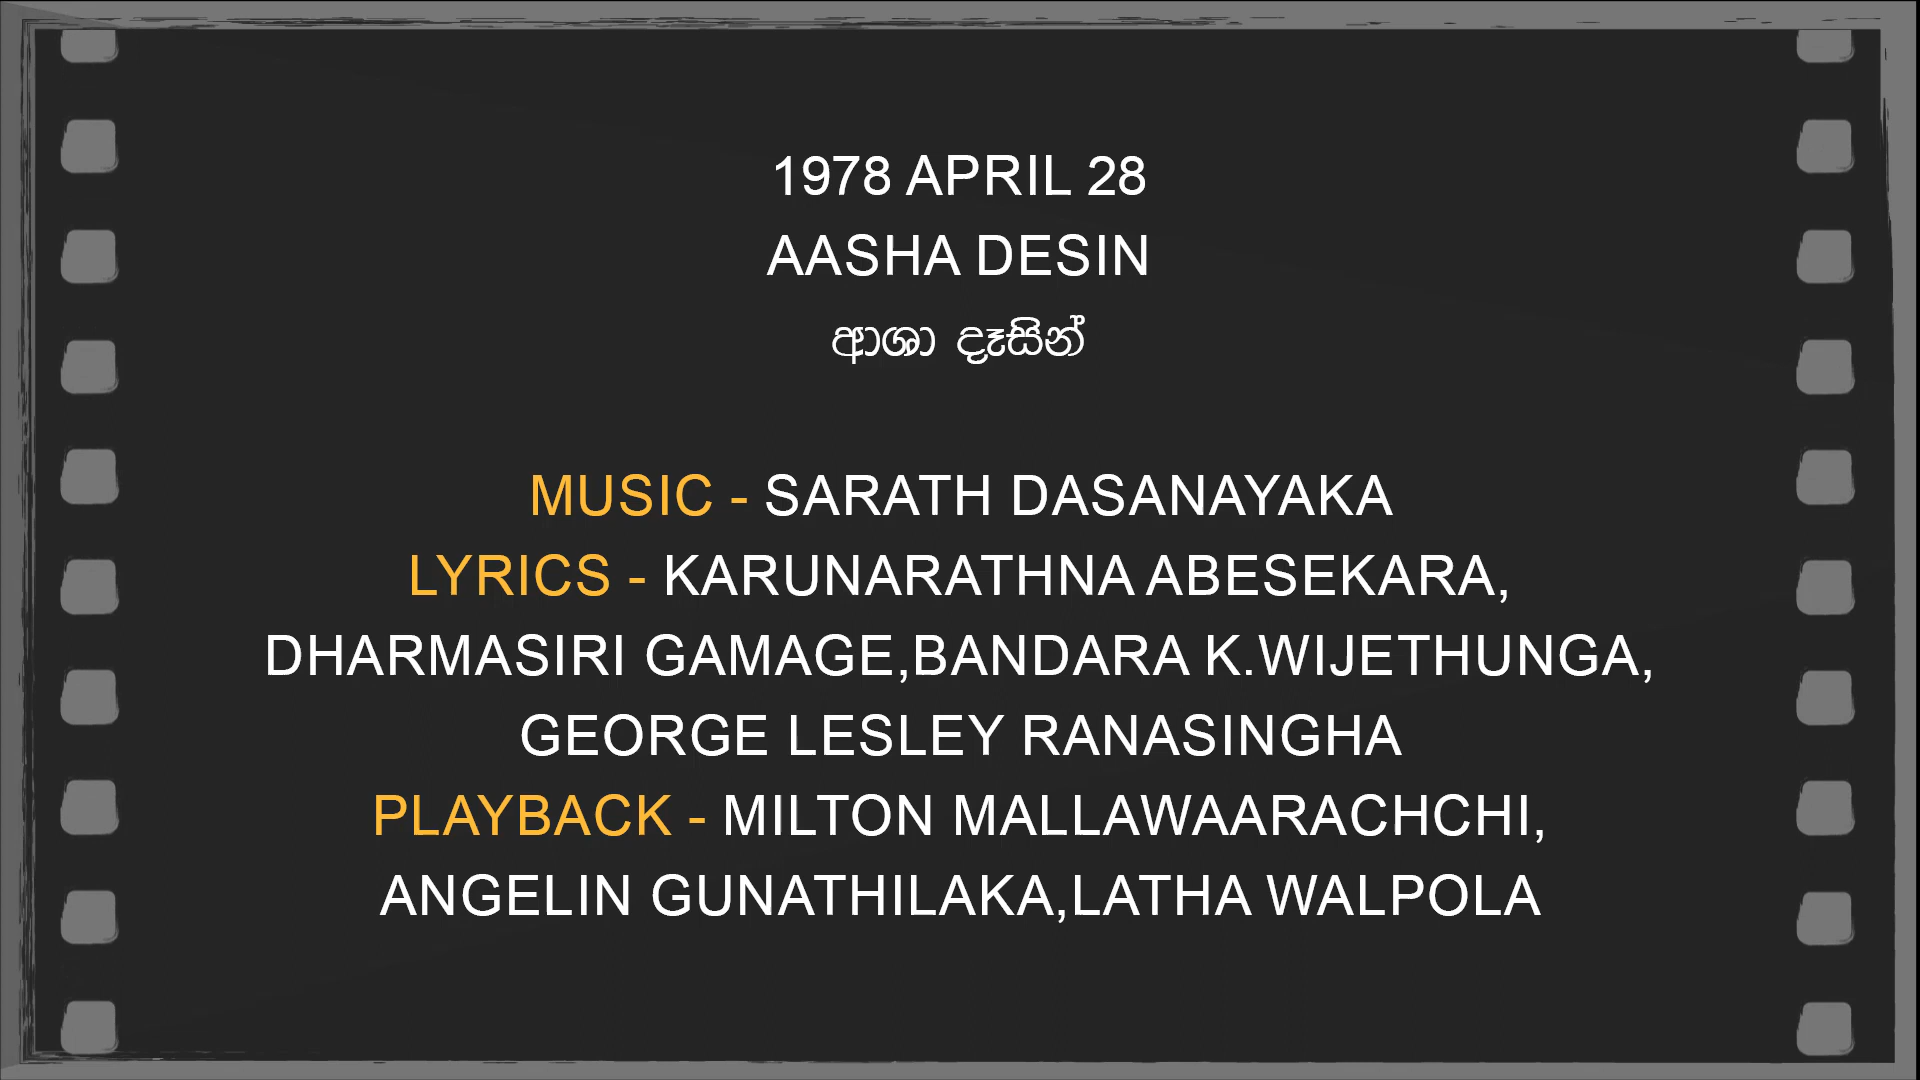 1978 APRIL 28
AASHA DESIN
ආශා දෑසින්
MUSIC - SARATH DASANAYAKA
LYRICS - KARUNARATHNA ABESEKARA,
DHARMASIRI GAMAGE,BANDARA K.WIJETHUNGA,
GEORGE LESLEY RANASINGHA
PLAYBACK - MILTON MALLAWAARACHCHI,
ANGELIN GUNATHILAKA,LATHA WALPOLA